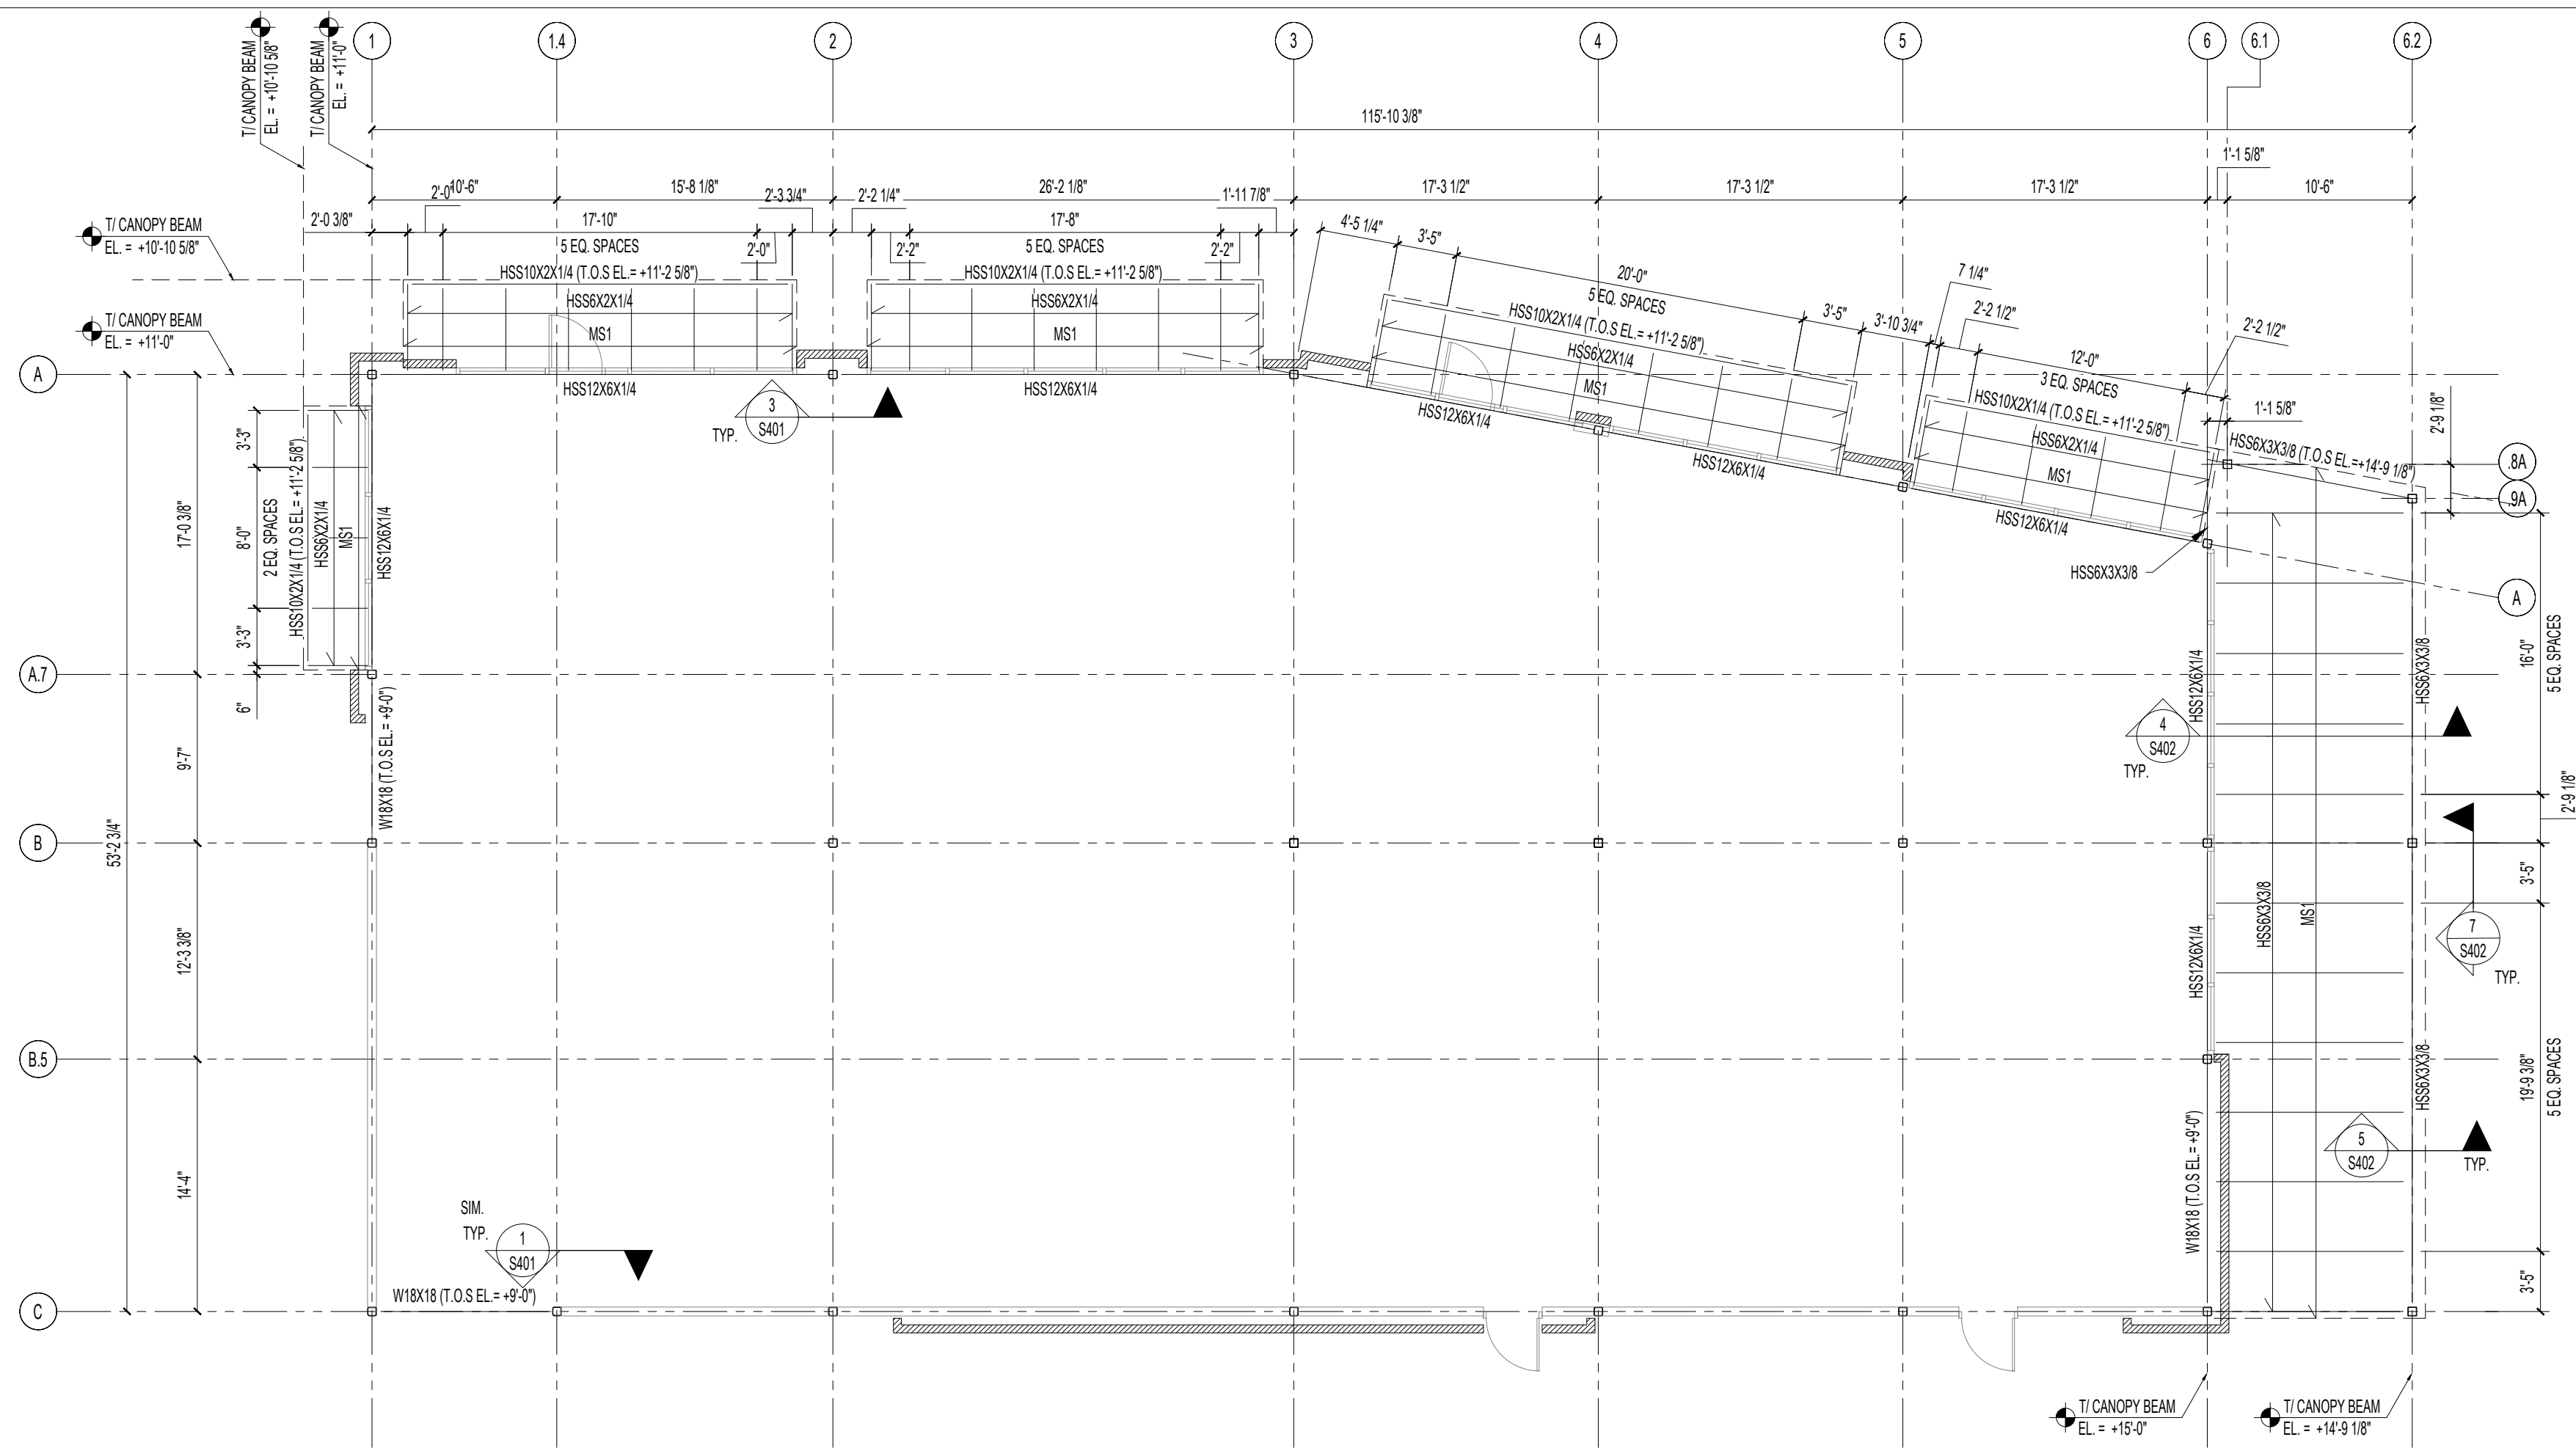 T/ CANOPY BEAM
EL. = +10'-10 5/8"
T/ CANOPY BEAM
EL. = +11'-0"
1
1.4
2
3
4
5
6
6.1
6.2
115'-10 3/8"
1'-1 5/8"
10'-6"
15'-8 1/8"
26'-2 1/8"
17'-3 1/2"
17'-3 1/2"
17'-3 1/2"
10'-6"
2'-0"
2'-3 3/4"
2'-2 1/4"
1'-11 7/8"
2'-0 3/8"
17'-10"
5 EQ. SPACES
2'-0"
2'-2"
17'-8"
5 EQ. SPACES
2'-2"
4'-5 1/4"
3'-5"
20'-0"
5 EQ. SPACES
3'-5"
3'-10 3/4"
7 1/4"
2'-2 1/2"
12'-0"
3 EQ. SPACES
2'-2 1/2"
1'-1 5/8"
2'-9 1/8"
T/ CANOPY BEAM
EL. = +10'-10 5/8"
T/ CANOPY BEAM
EL. = +11'-0"
HSS10X2X1/4 (T.O.S EL.= +11'-2 5/8")
HSS6X2X1/4
MS1
HSS12X6X1/4
HSS10X2X1/4 (T.O.S EL.= +11'-2 5/8")
HSS6X2X1/4
MS1
HSS12X6X1/4
HSS10X2X1/4 (T.O.S EL.= +11'-2 5/8")
HSS6X2X1/4
MS1
HSS12X6X1/4
HSS12X6X1/4
HSS10X2X1/4 (T.O.S EL.= +11'-2 5/8")
HSS6X2X1/4
MS1
HSS12X6X1/4
HSS6X3X3/8 (T.O.S EL.=+14'-9 1/8")
HSS6X3X3/8
A
.8A
.9A
A
3
S401
TYP.
3'-3"
8'-0"
2 EQ. SPACES
3'-3"
6"
HSS10X2X1/4 (T.O.S EL.= +11'-2 5/8")
HSS6X2X1/4
MS1
HSS12X6X1/4
17'-0 3/8"
A.7
9'-7"
W18X18 (T.O.S EL.= +9'-0")
53'-2 3/4"
B
12'-3 3/8"
B.5
14'-4"
C
HSS12X6X1/4
4
S402
TYP.
HSS6X3X3/8
16'-0"
5 EQ. SPACES
2'-9 1/8"
3'-5"
HSS12X6X1/4
HSS6X3X3/8
MS1
7
S402
TYP.
HSS6X3X3/8
19'-9 3/8"
5 EQ. SPACES
W18X18 (T.O.S EL.= +9'-0")
5
S402
TYP.
3'-5"
SIM.
TYP.
1
S401
W18X18 (T.O.S EL.= +9'-0")
T/ CANOPY BEAM
EL. = +15'-0"
T/ CANOPY BEAM
EL. = +14'-9 1/8"